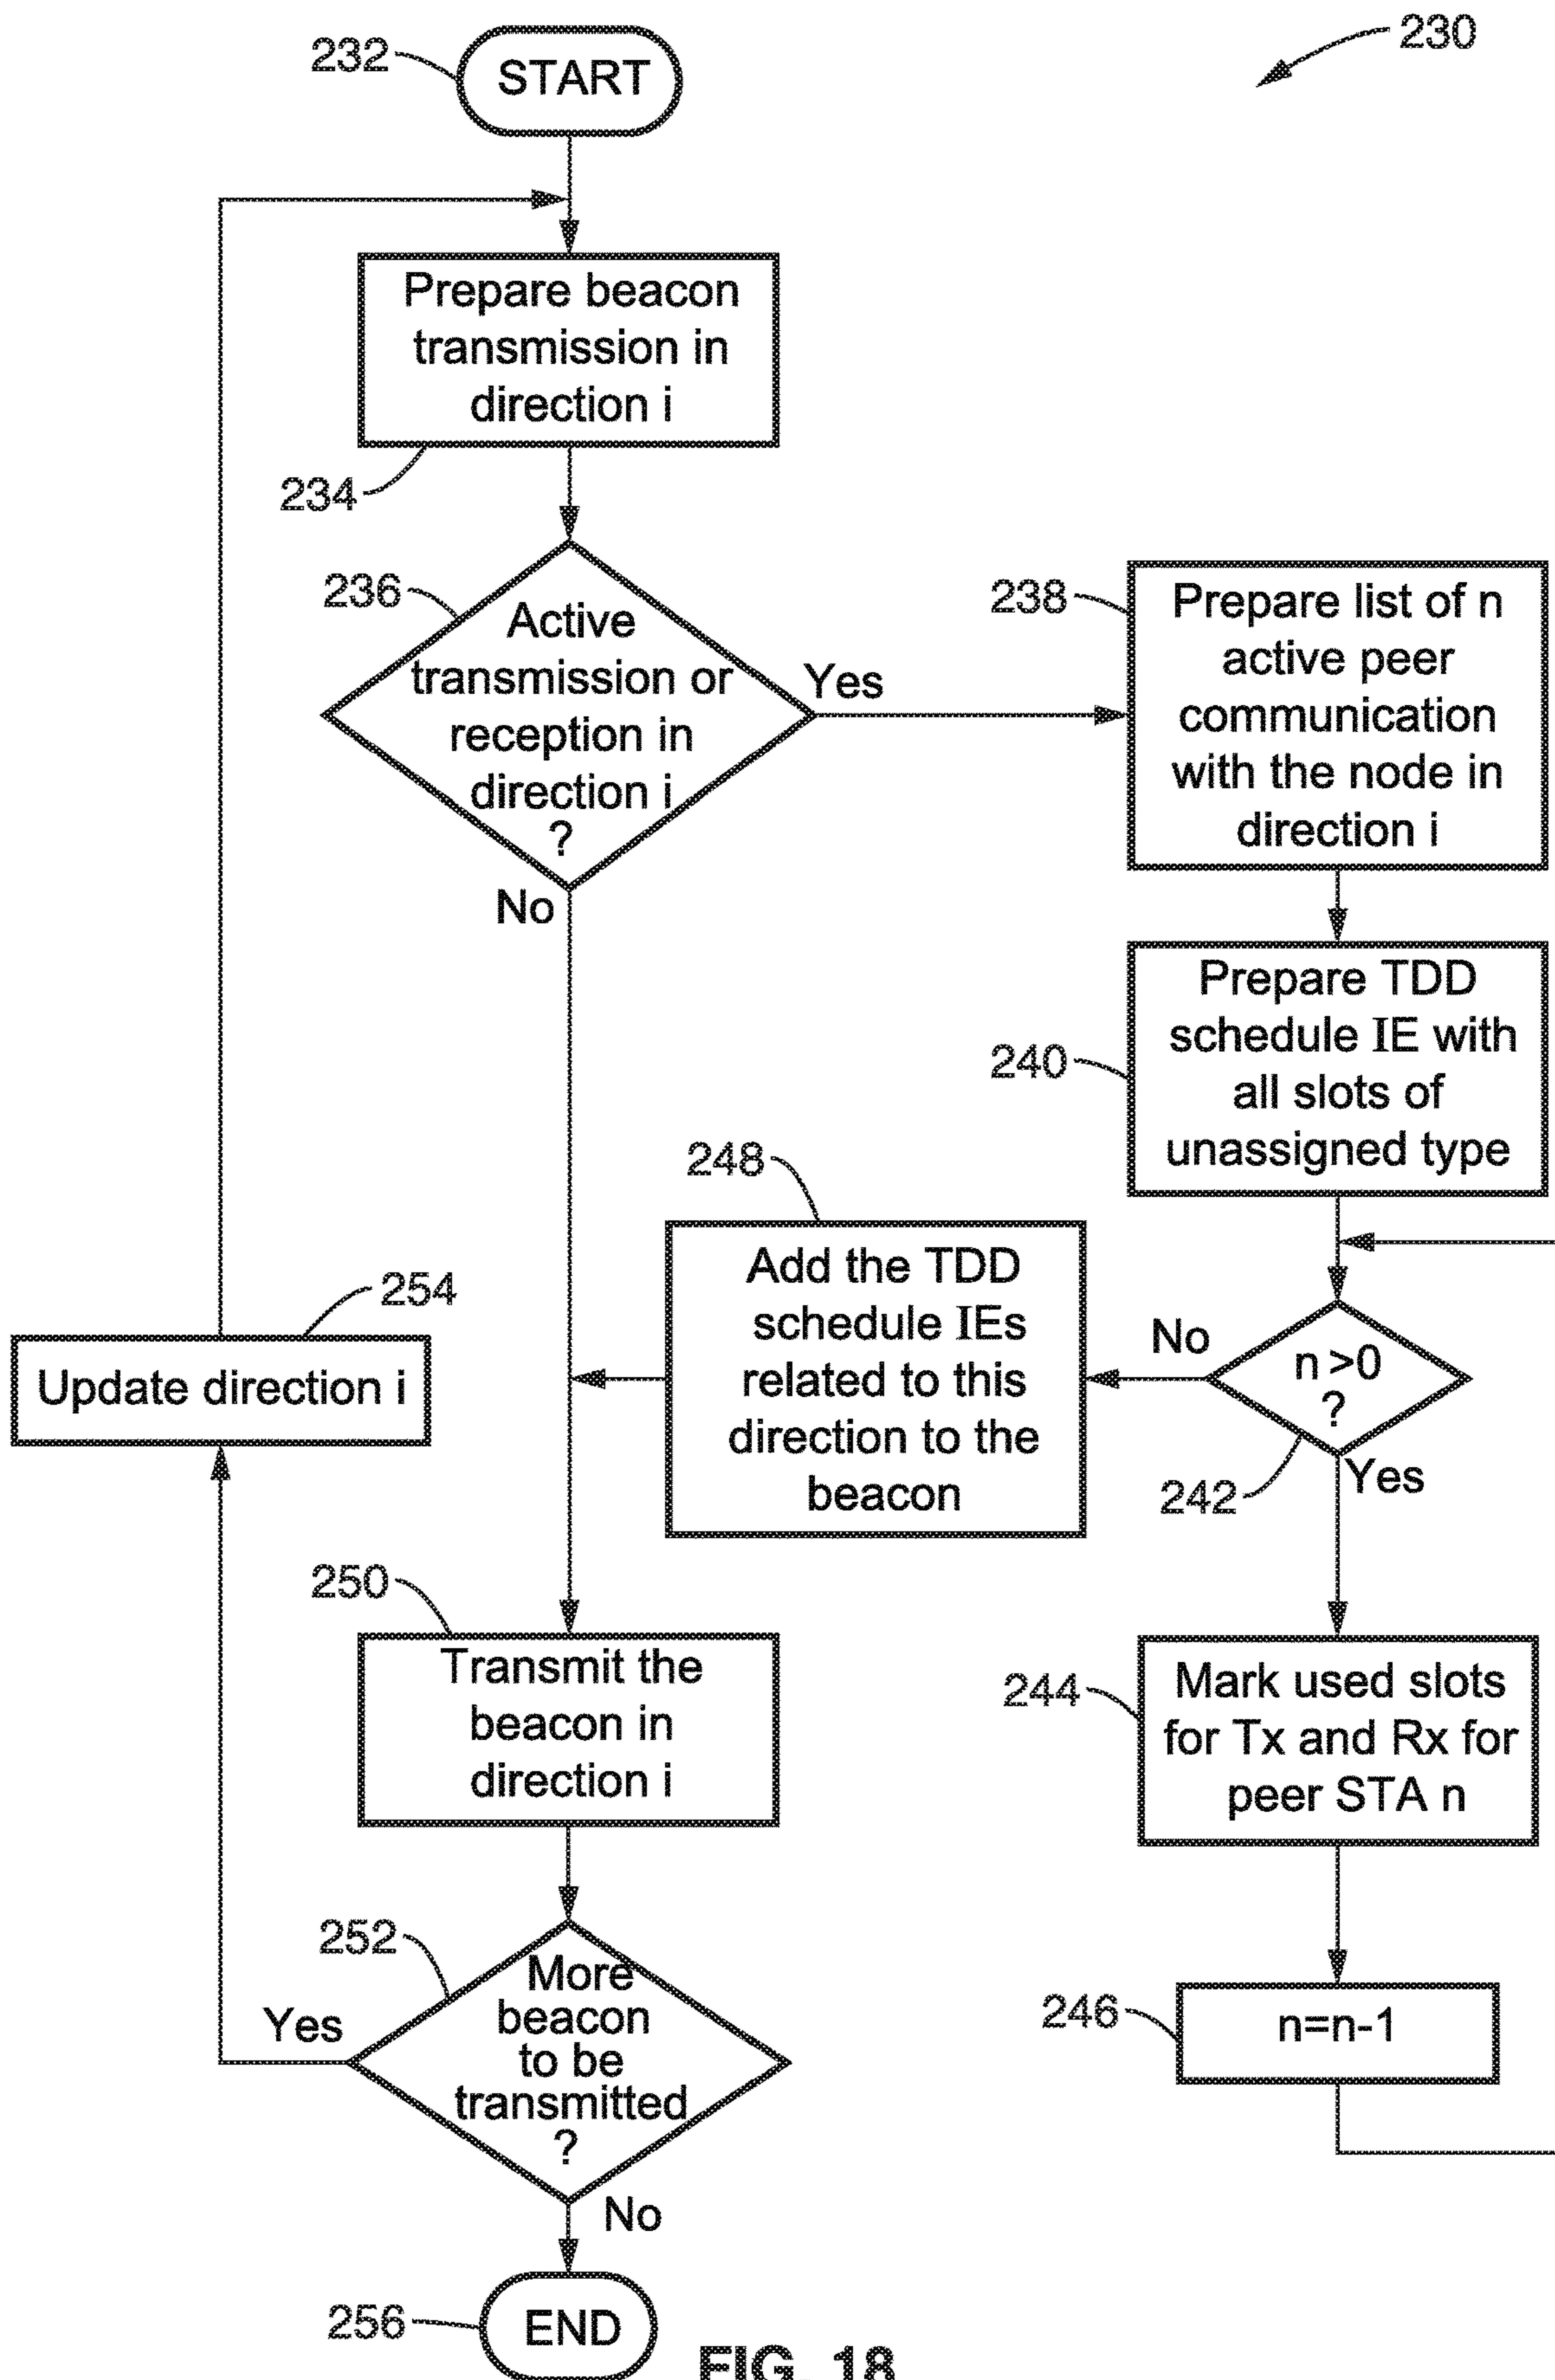 230
232
START
Prepare beacon
transmission in
direction i
234
236
Active
transmission or
reception in
direction i
?
Yes
No
238
Prepare list of n
active peer
communication
with the node in
direction i
240
Prepare TDD
schedule IE with
all slots of
unassigned type
248
Add the TDD
schedule IEs
related to this
direction to the
beacon
No
n >0
?
242
Yes
254
Update direction i
250
Transmit the
beacon in
direction i
244
Mark used slots
for Tx and Rx for
peer STA n
252
More
beacon
to be
transmitted
?
Yes
No
246
n=n-1
256
END
FIG. 18